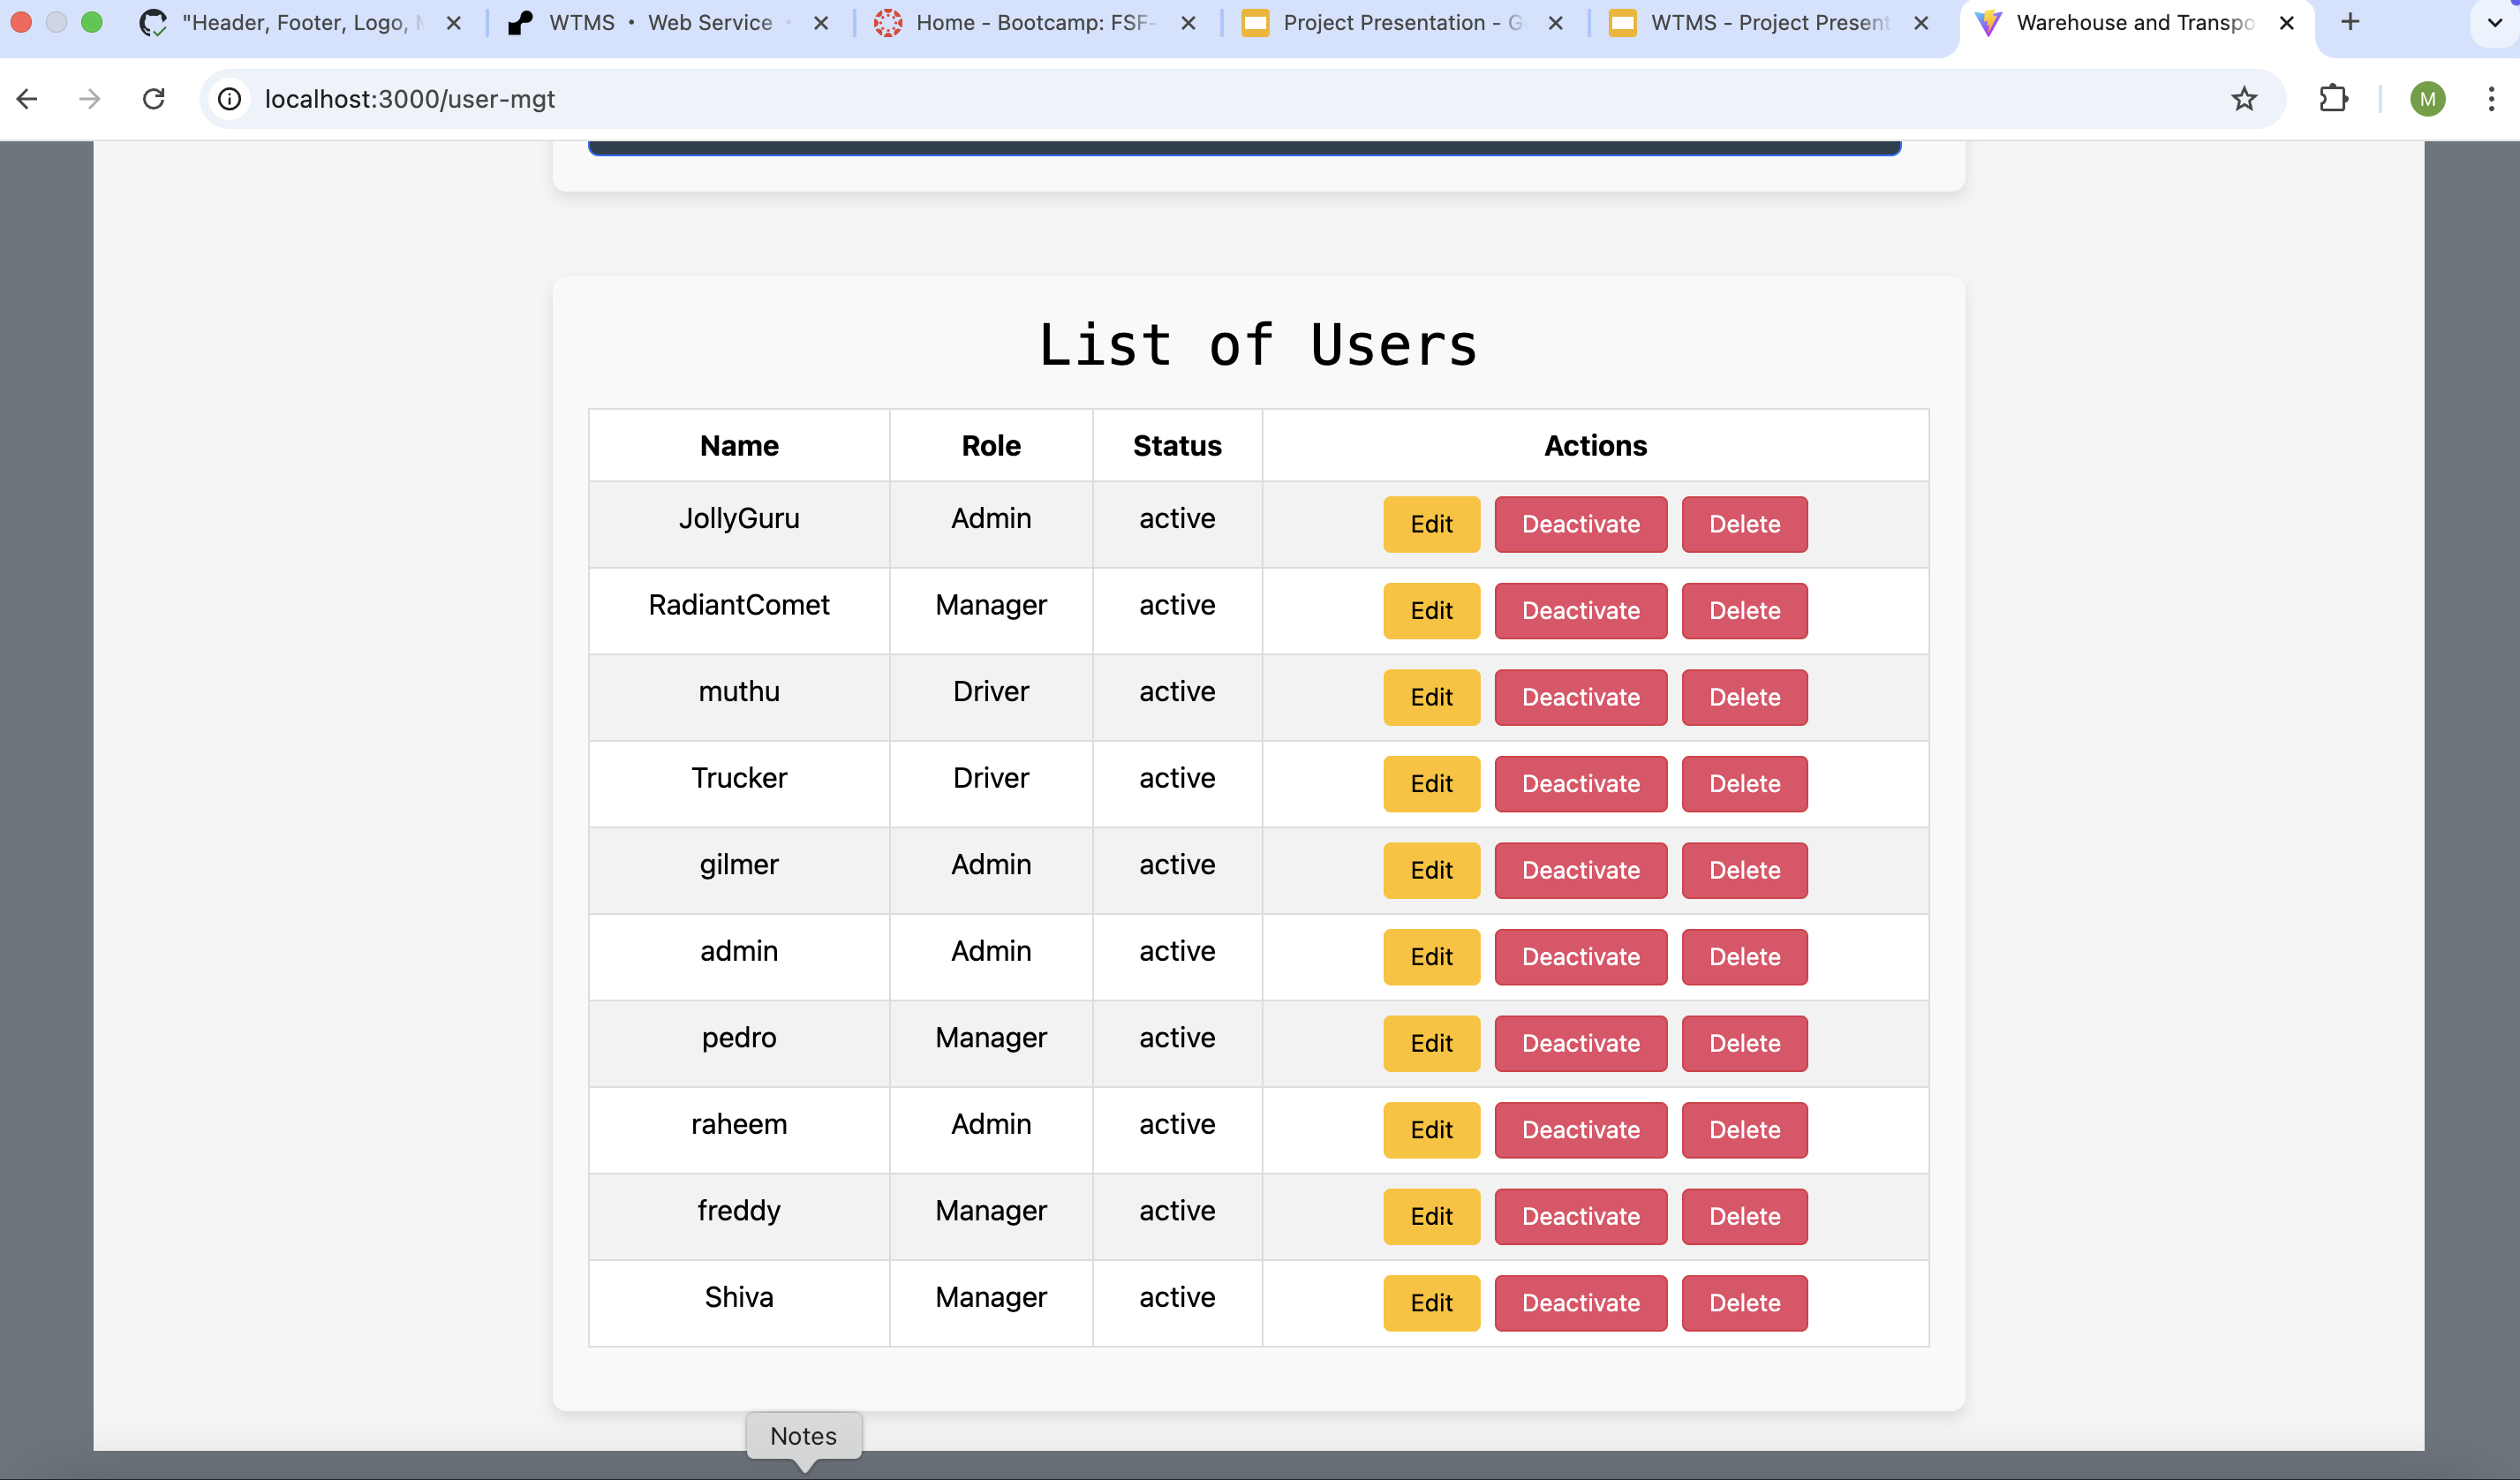 "Header, Footer, Logo, WTMS • Web Service Home - Bootcamp: FSF- Project Presentation - G WTMS - Project Present Warehouse and Transpo
localhost:3000/user-mgt M
List of Users
Name Role Status Actions
JollyGuru Admin active Edit Deactivate Delete
RadiantComet Manager active Edit Deactivate Delete
muthu Driver active Edit Deactivate Delete
Trucker Driver active Edit Deactivate Delete
gilmer Admin active Edit Deactivate Delete
admin Admin active Edit Deactivate Delete
pedro Manager active Edit Deactivate Delete
raheem Admin active Edit Deactivate Delete
freddy Manager active Edit Deactivate Delete
Shiva Manager active Edit Deactivate Delete
Notes